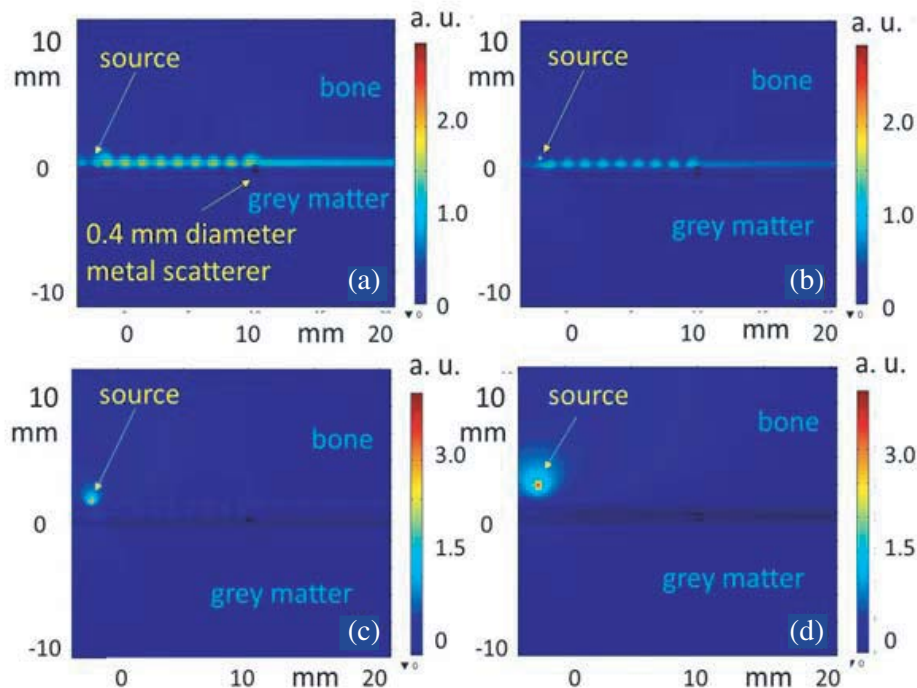 a. u.
10
mm
source
bone
2.0
0
1.0
grey matter
0.4 mm diameter
metal scatterer
(a)
-10
0
0
10
mm
20
a. u.
10
mm
source
bone
2.0
0
1.0
grey matter
(b)
-10
0
0
mm
10
20
a. u.
10
mm
source
bone
3.0
0
1.5
grey matter
(c)
0
-10
0
10
mm
20
a. u.
10
mm
source
bone
3.0
0
1.5
grey matter
(d)
0
-10
0
mm
10
20